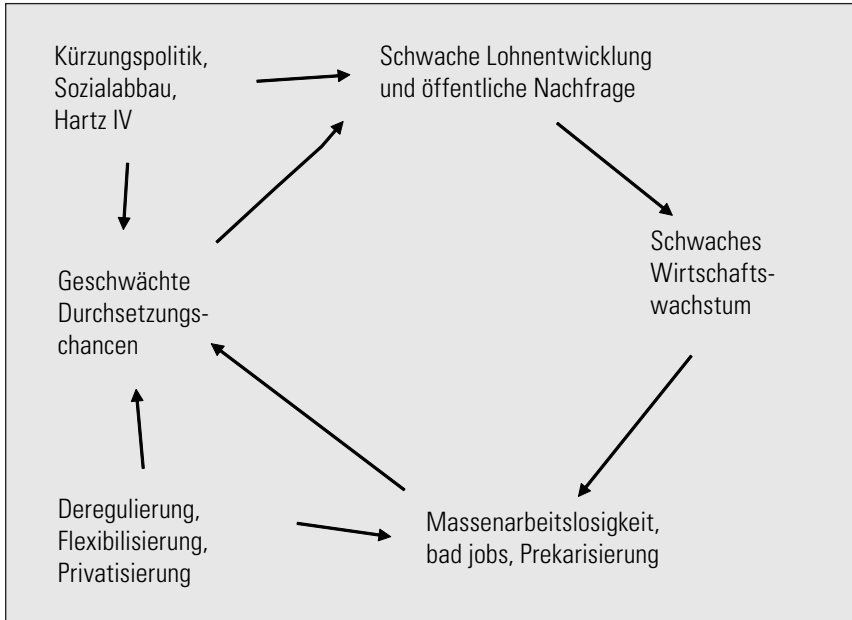 Kürzungspolitik,
Sozialabbau,
Hartz IV
Schwache Lohnentwicklung
und öffentliche Nachfrage
Schwaches
Wirtschafts-
wachstum
Geschwächte
Durchsetzungs-
chancen
Deregulierung,
Flexibilisierung,
Privatisierung
Massenarbeitslosigkeit,
bad jobs, Prekarisierung